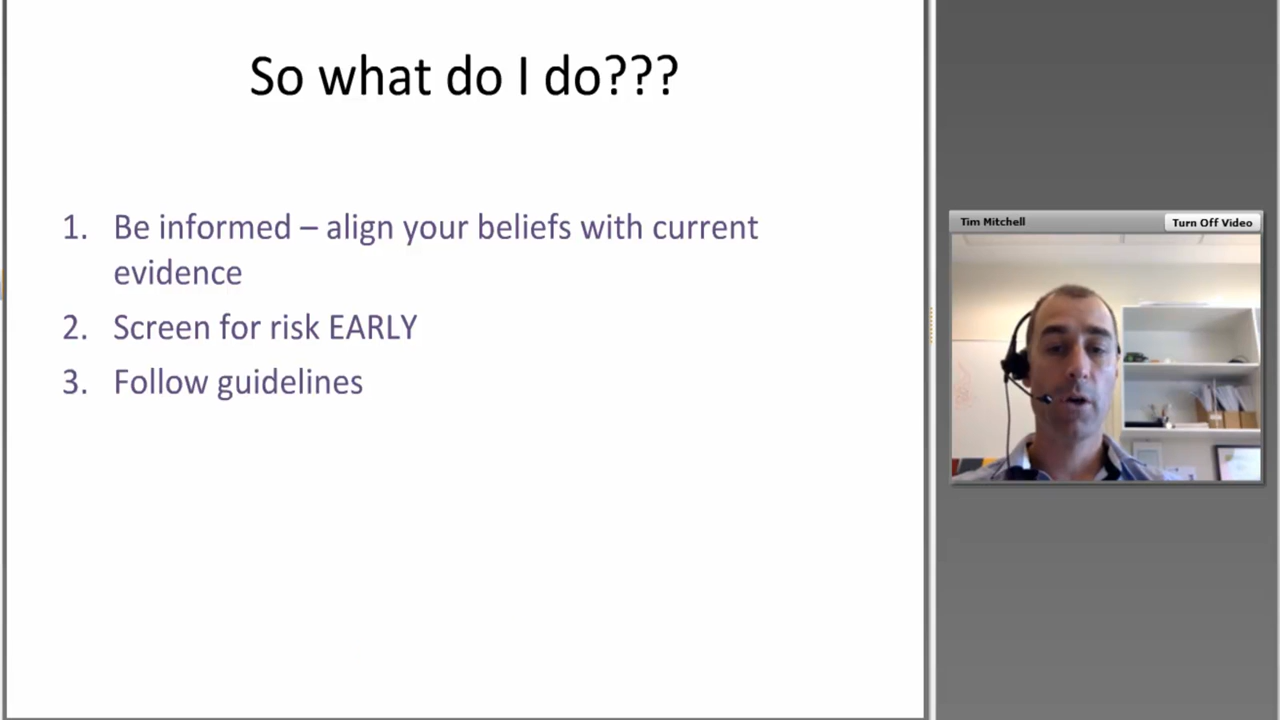 So what do I do???
1. Be informed – align your beliefs with current
evidence
2. Screen for risk EARLY
3. Follow guidelines
Tim Mitchell
Turn Off Video